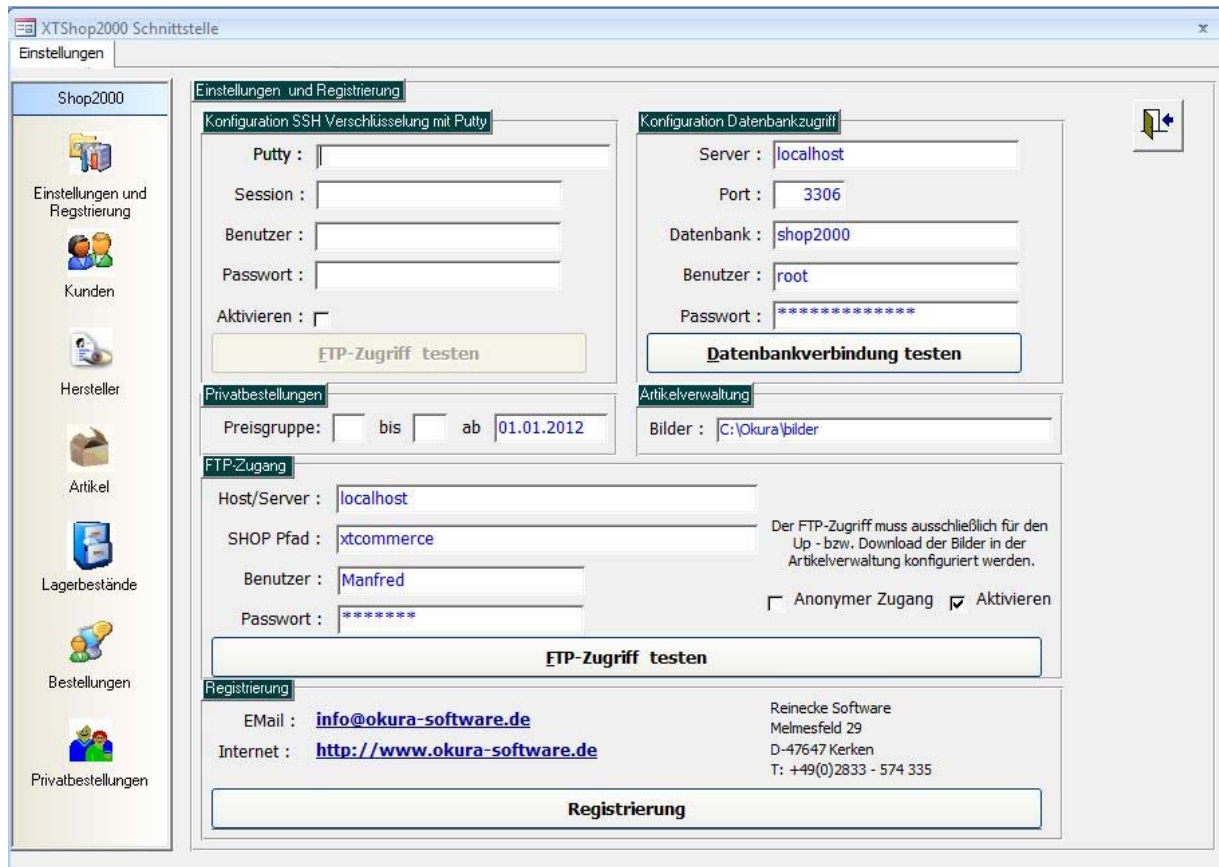 XTShop2000 Schnittstelle
x
Einstellungen
Shop2000
Einstellungen und
Regstrierung
Kunden
Hersteller
Artikel
Lagerbestände
Bestellungen
Privatbestellungen
Einstellungen und Registrierung
Konfiguration SSH Verschlüsselung mit Putty
Putty :
Session :
Benutzer :
Passwort :
Aktivieren :
FTP-Zugriff testen
Konfiguration Datenbankzugriff
Server : localhost
Port : 3306
Datenbank : shop2000
Benutzer : root
Passwort : *************
Datenbankverbindung testen
Privatbestellungen
Preisgruppe: bis ab 01.01.2012
Artikelverwaltung
Bilder : C:\Okura\bilder
FTP-Zugang
Host/Server : localhost
SHOP Pfad : xtcommerce
Benutzer : Manfred
Passwort : *******
Der FTP-Zugriff muss ausschließlich für den
Up - bzw. Download der Bilder in der
Artikelverwaltung konfiguriert werden.
Anonymer Zugang Aktivieren
FTP-Zugriff testen
Registrierung
EMail : info@okura-software.de
Internet : http://www.okura-software.de
Reinecke Software
Melmesfeld 29
D-47647 Kerken
T: +49(0)2833 - 574 335
Registrierung